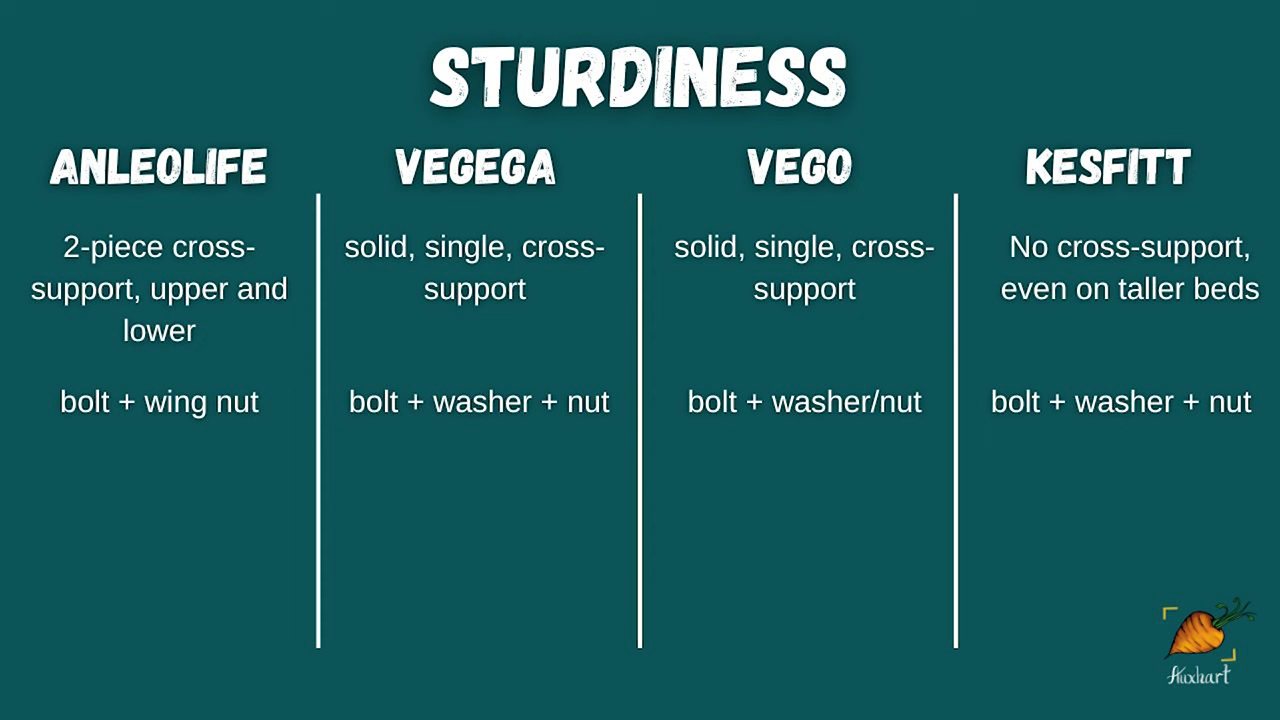 STURDINESS
ANLEOLIFE
2-piece cross-
support, upper and
lower
bolt + wing nut
VEGEGA
solid, single, cross-
support
bolt + washer + nut
VEGO
solid, single, cross-
support
bolt + washer/nut
KESFITT
No cross-support,
even on taller beds
bolt + washer + nut
Auxhart